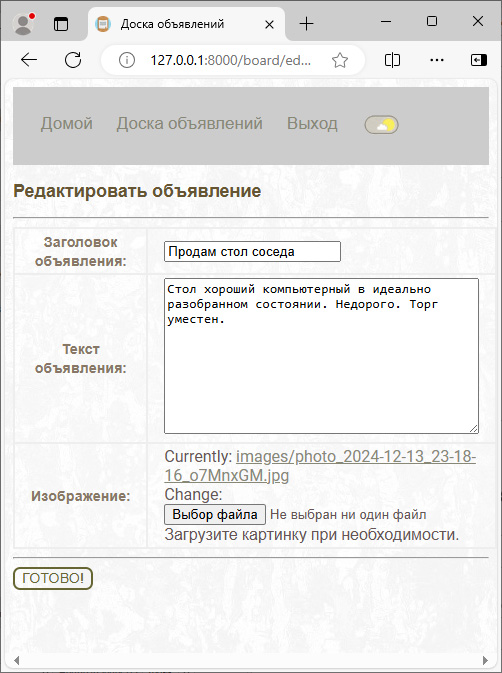 Доска объявлений
127.0.0.1:8000/board/ed...
Домой Доска объявлений Выход
Редактировать объявление
Заголовок
объявления:
Продам стол соседа
Текст
объявления:
Стол хороший компьютерный в идеально
разобранном состоянии. Недорого. Торг
уместен.
Изображение:
Currently: images/photo_2024-12-13_23-18-
16_o7MnxGM.jpg
Change:
Выбор файла Не выбран ни один файл
Загрузите картинку при необходимости.
ГОТОВО!